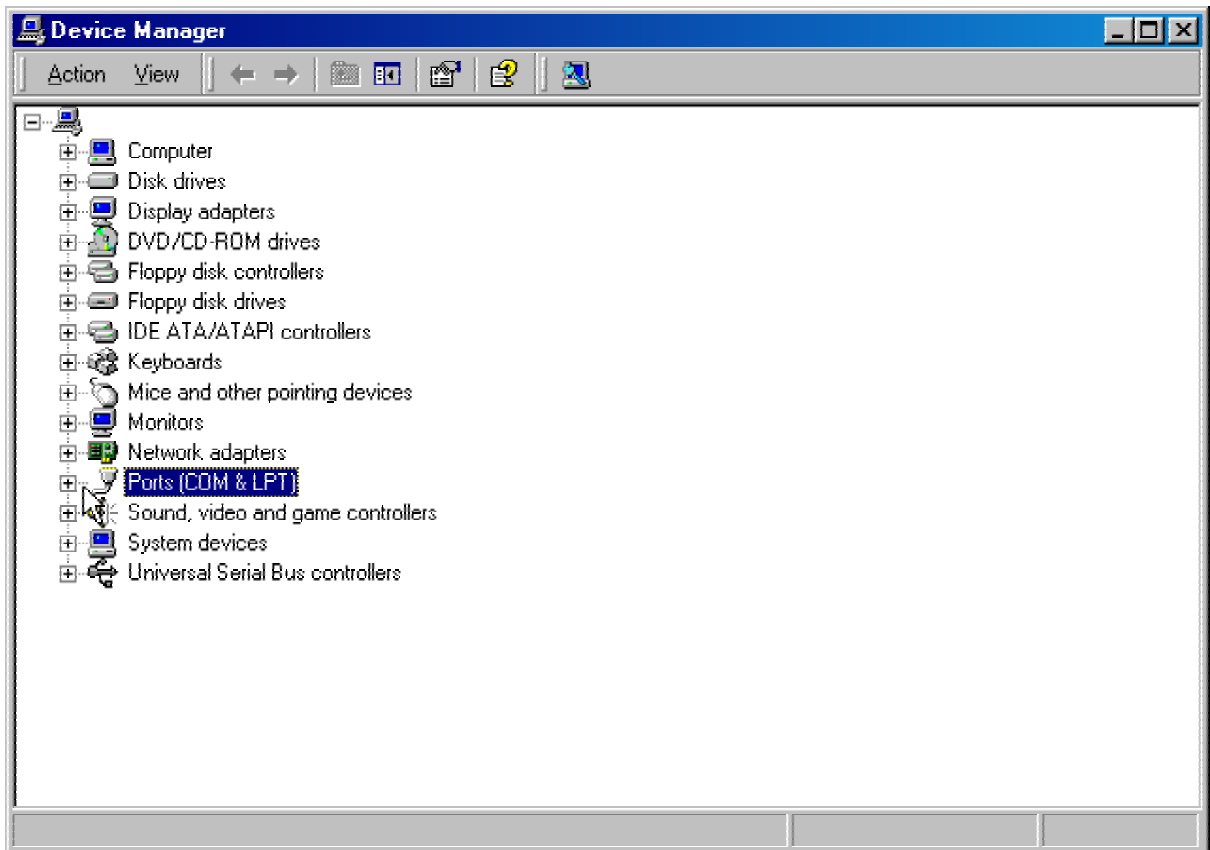 Device Manager
Action View
Computer
Disk drives
Display adapters
DVD/CD-ROM drives
Floppy disk controllers
Floppy disk drives
IDE ATA/ATAPI controllers
Keyboards
Mice and other pointing devices
Monitors
Network adapters
Ports (COM & LPT)
Sound, video and game controllers
System devices
Universal Serial Bus controllers